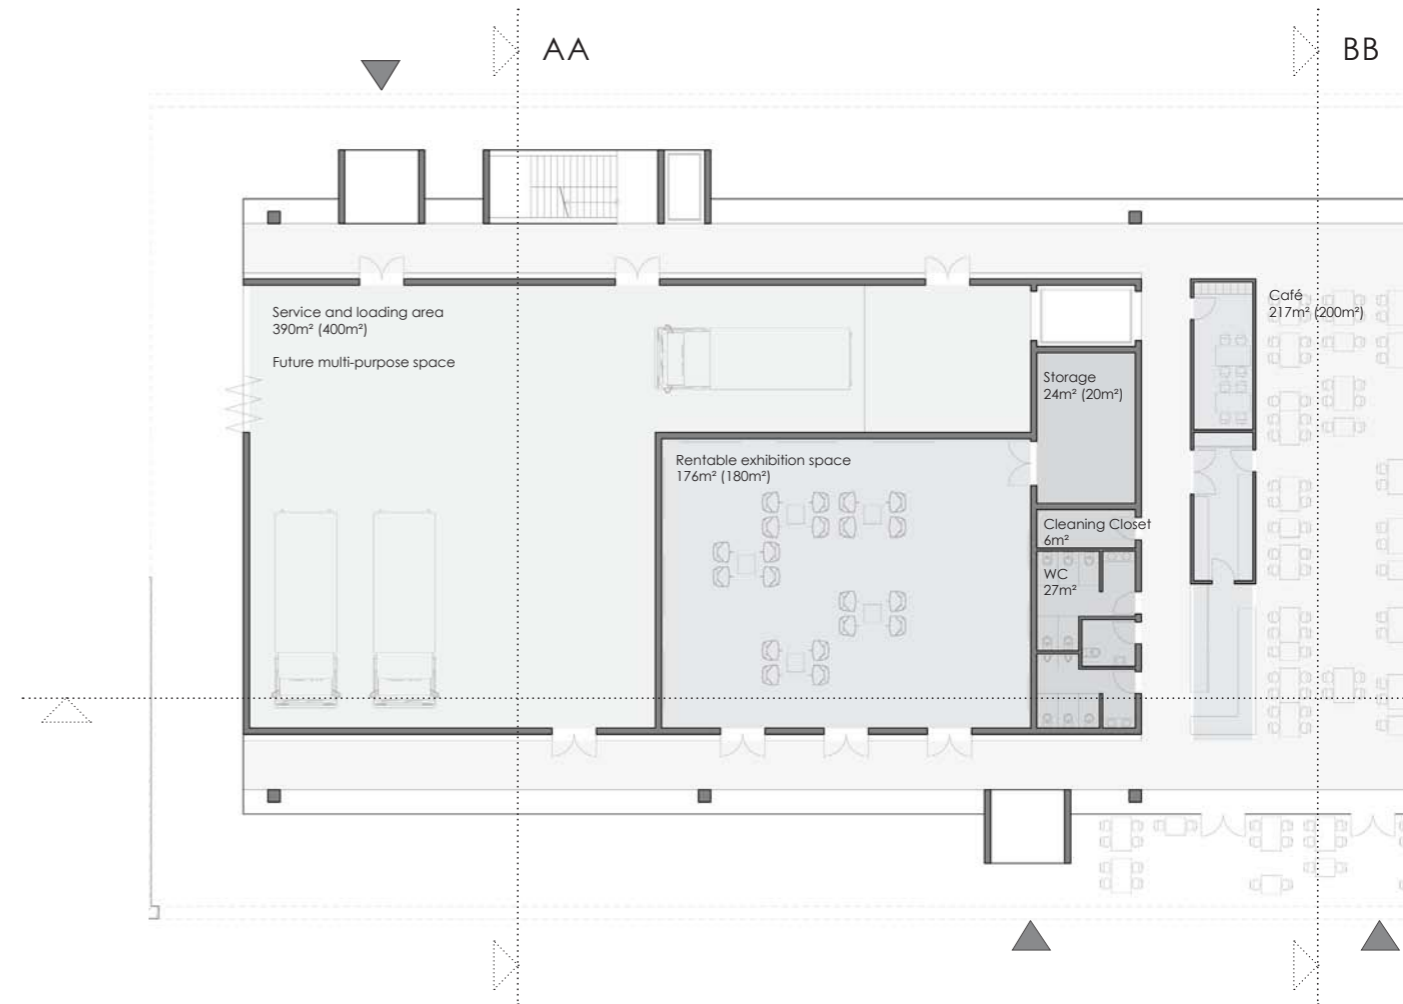 AA
BB
Service and loading area
390m² (400m²)
Future multi-purpose space
Café
217m² (200m²)
Storage
24m² (20m²)
Rentable exhibition space
176m² (180m²)
Cleaning Closet
6m²
WC
27m²